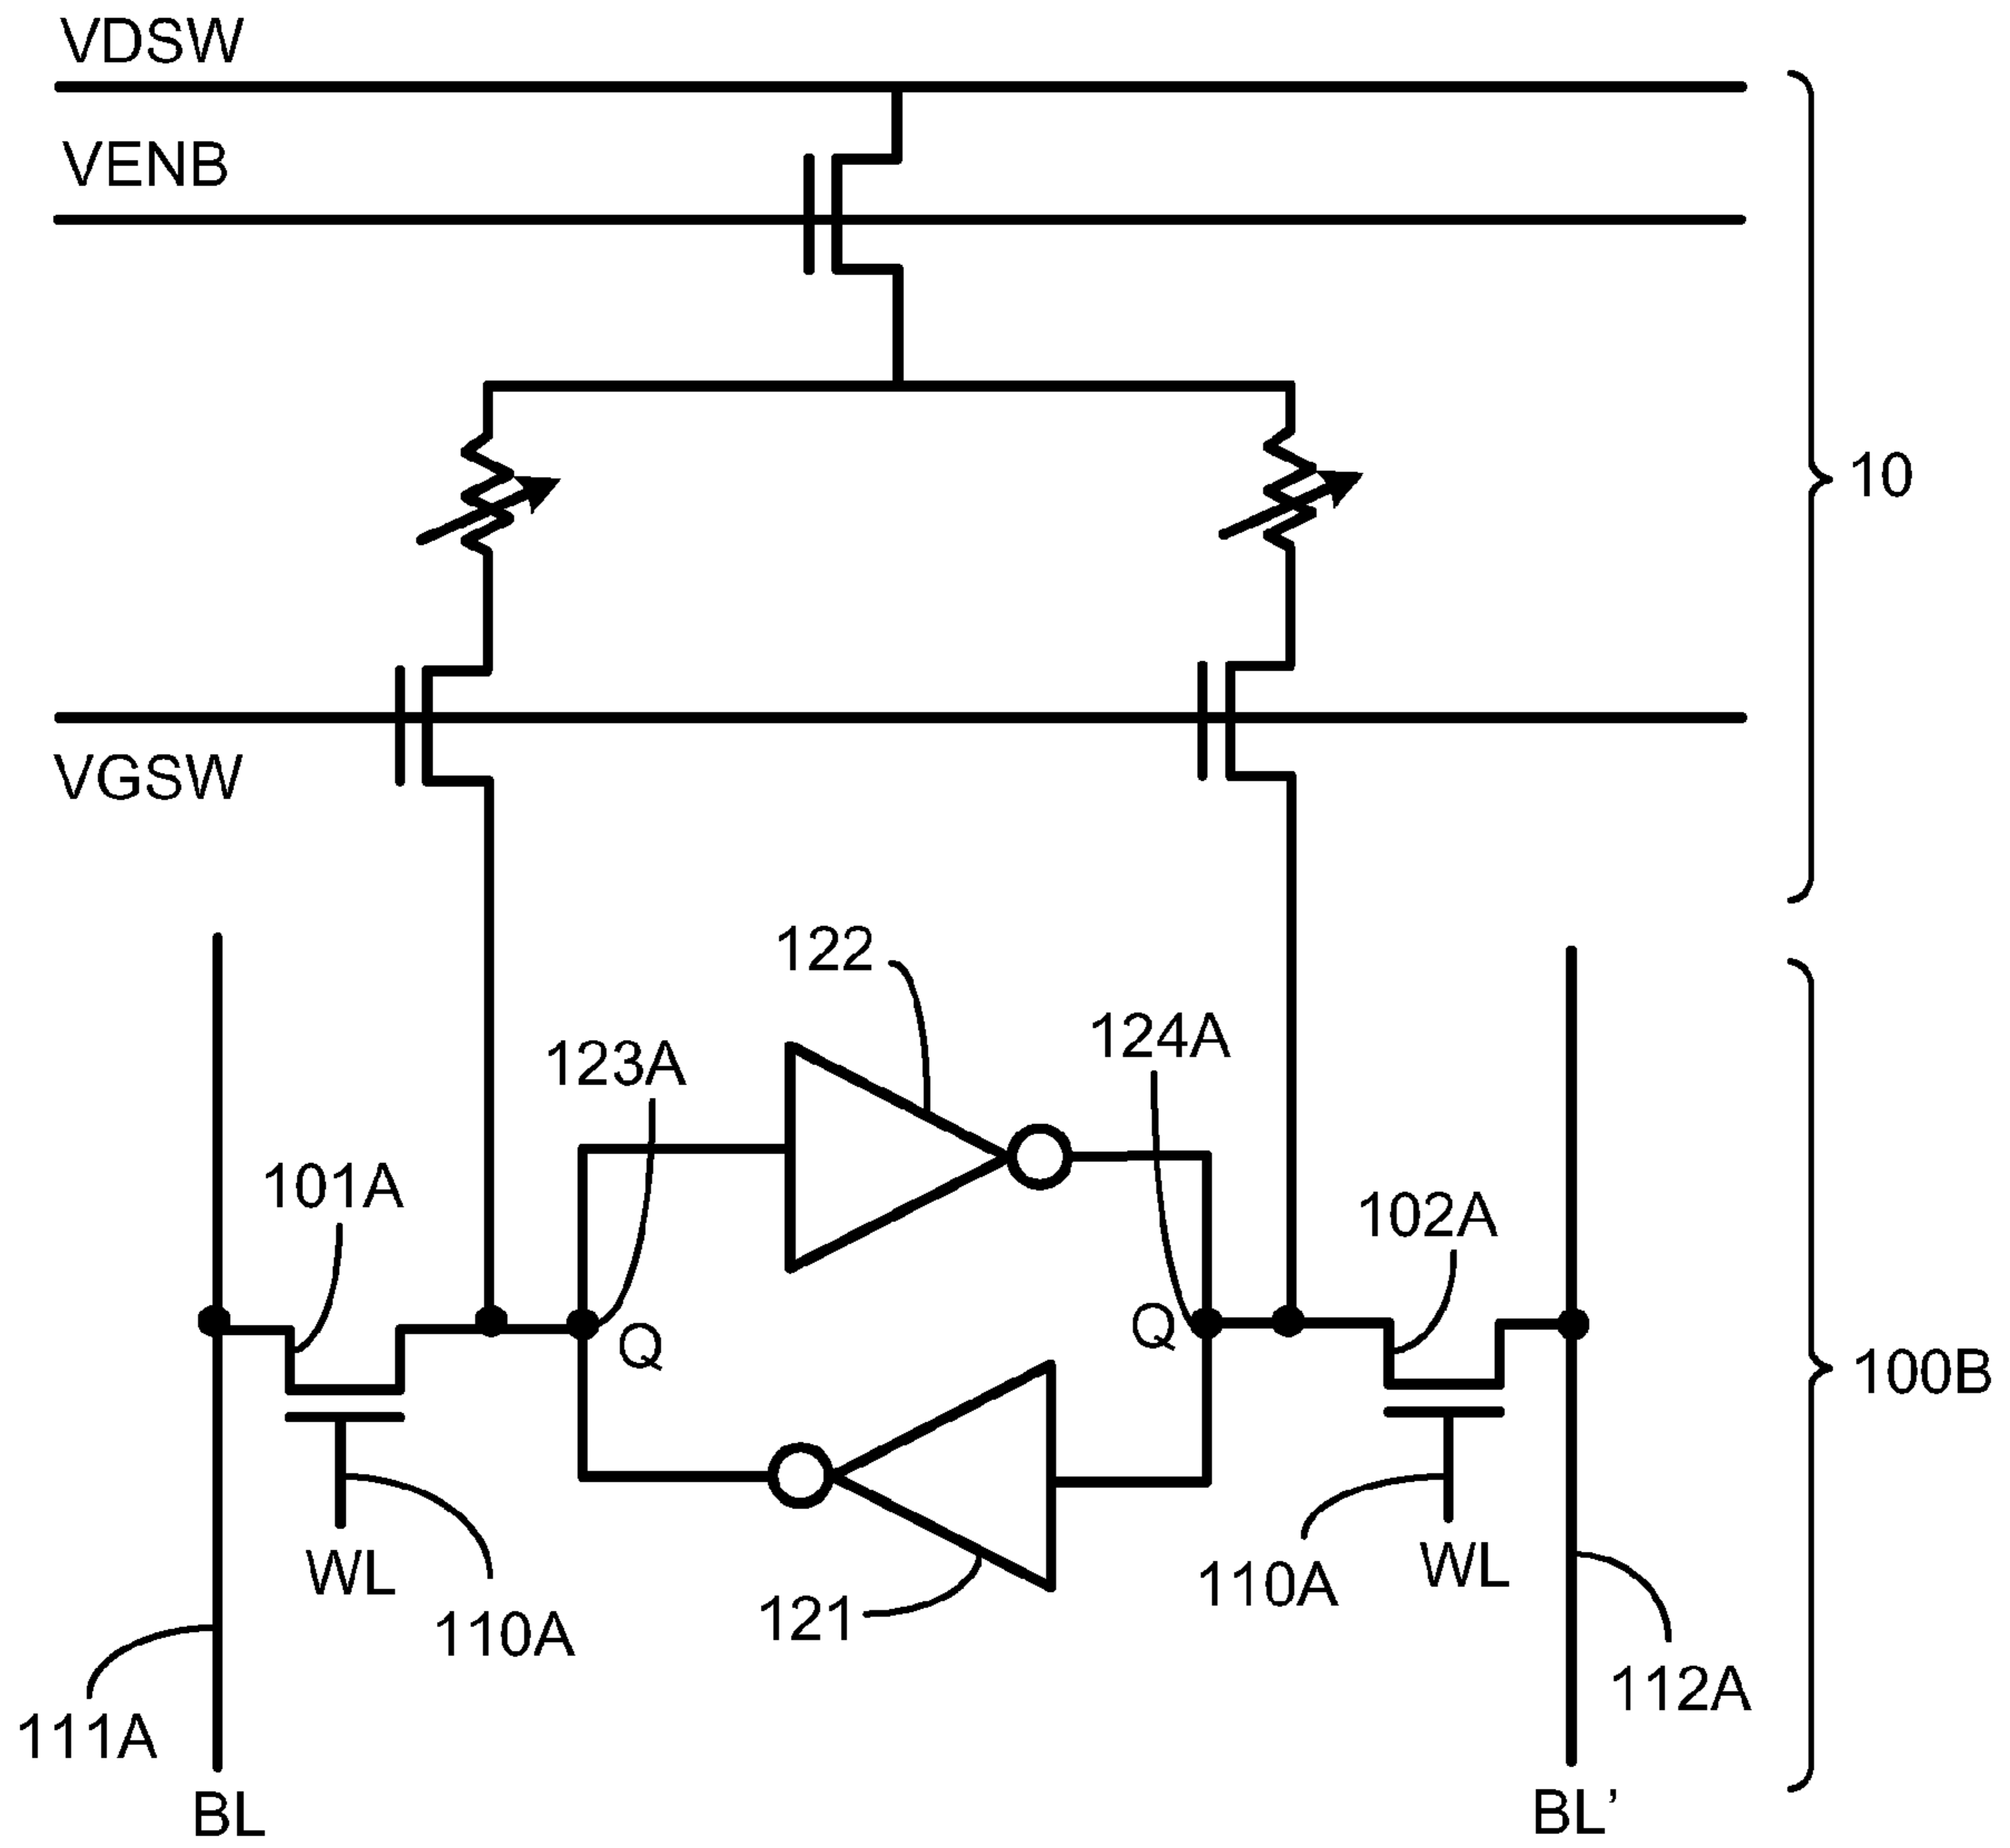 VDSW
VENB
10
VGSW
122
124A
123A
101A
102A
Q
Q
100B
WL
WL
110A
110A
121
112A
111A
BL
BL’